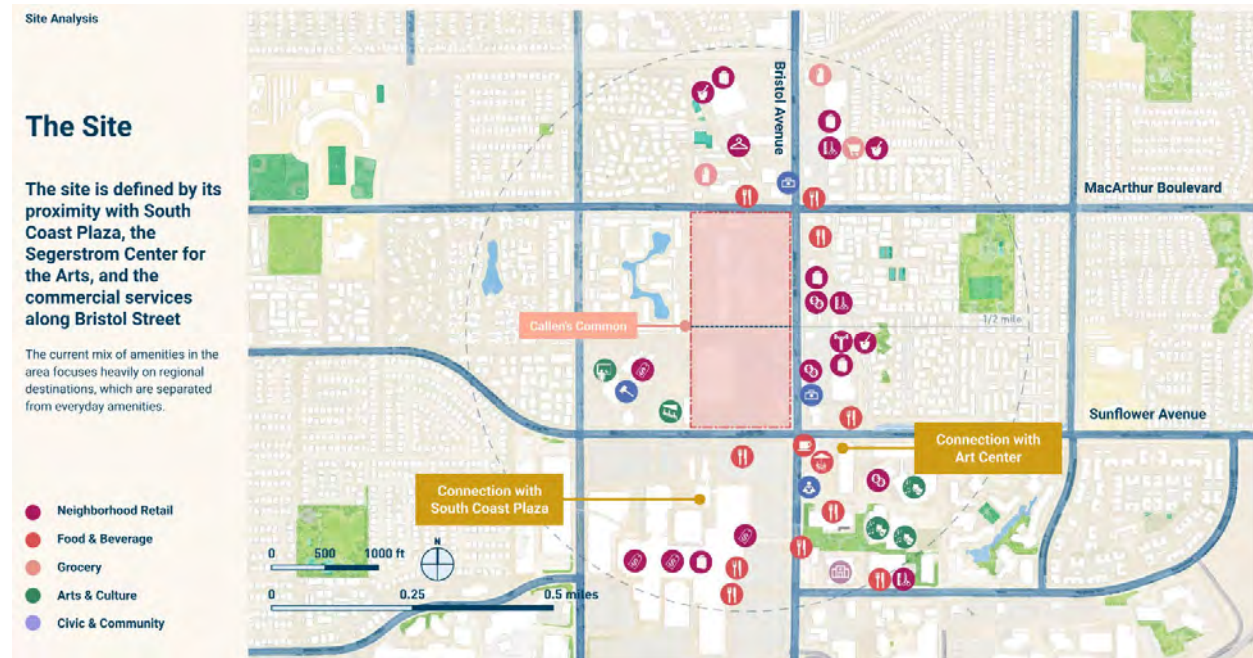 Site Analysis
The Site
The site is defined by its
proximity with South
Coast Plaza, the
Segerstrom Center for
the Arts, and the
commercial services
along Bristol Street
The current mix of amenities in the
area focuses heavily on regional
destinations, which are separated
from everyday amenities.
Neighborhood Retail
Food & Beverage
Grocery
Arts & Culture
Civic & Community
Bristol Avenue
MacArthur Boulevard
Callen's Common
1/2 mile
Sunflower Avenue
Connection with
Art Center
Connection with
South Coast Plaza
N
0 500 1000 ft
0 0.25 0.5 miles